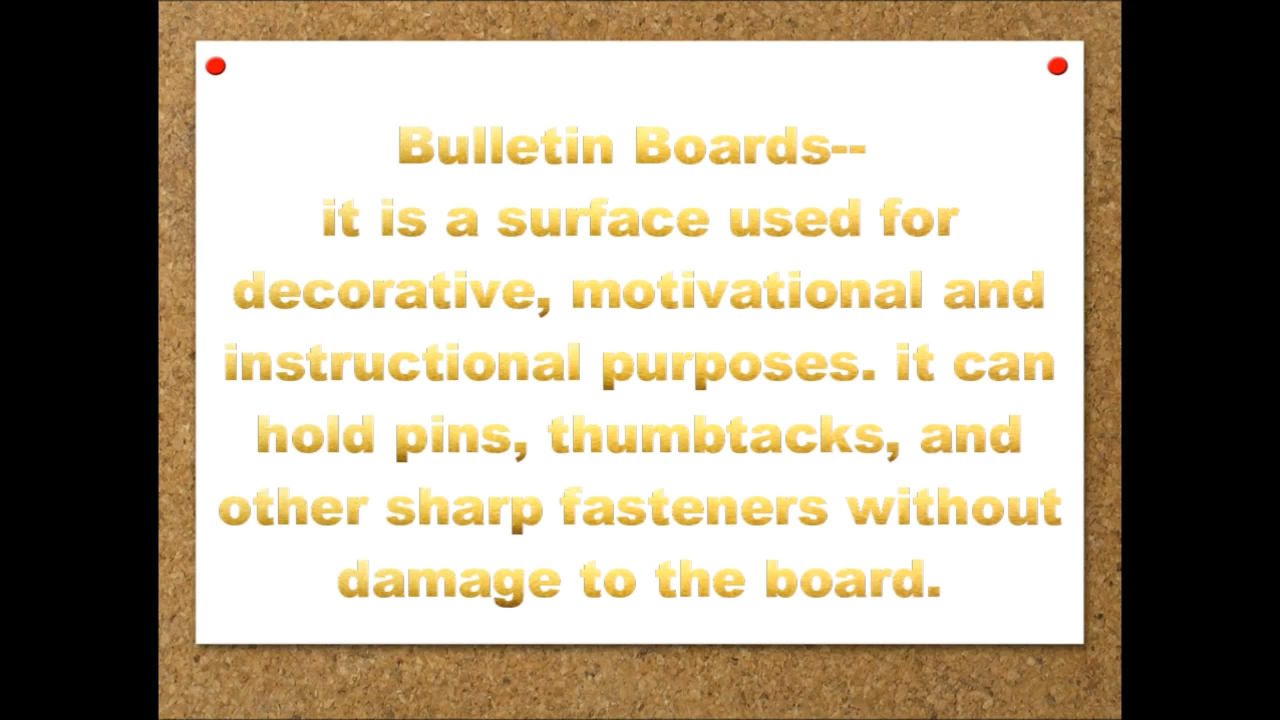 Bulletin Boards--
it is a surface used for
decorative, motivational and
instructional purposes. it can
hold pins, thumbtacks, and
other sharp fasteners without
damage to the board.